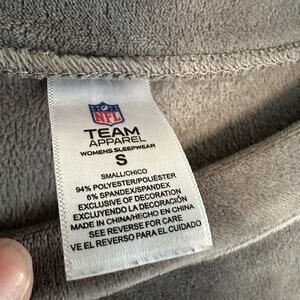 NFL
TEAM
APPAREL
WOMENS SLEEPWEAR
S
SMALL/CHICO
94% POLYESTER/POLIÉSTER
6% SPANDEX/SPANDEX
EXCLUSIVE OF DECORATION
EXCLUYENDO LA DECORACIÓN
MADE IN CHINA/HECHO EN CHINA
SEE REVERSE FOR CARE
VE EL REVERSO PARA EL CUIDADO